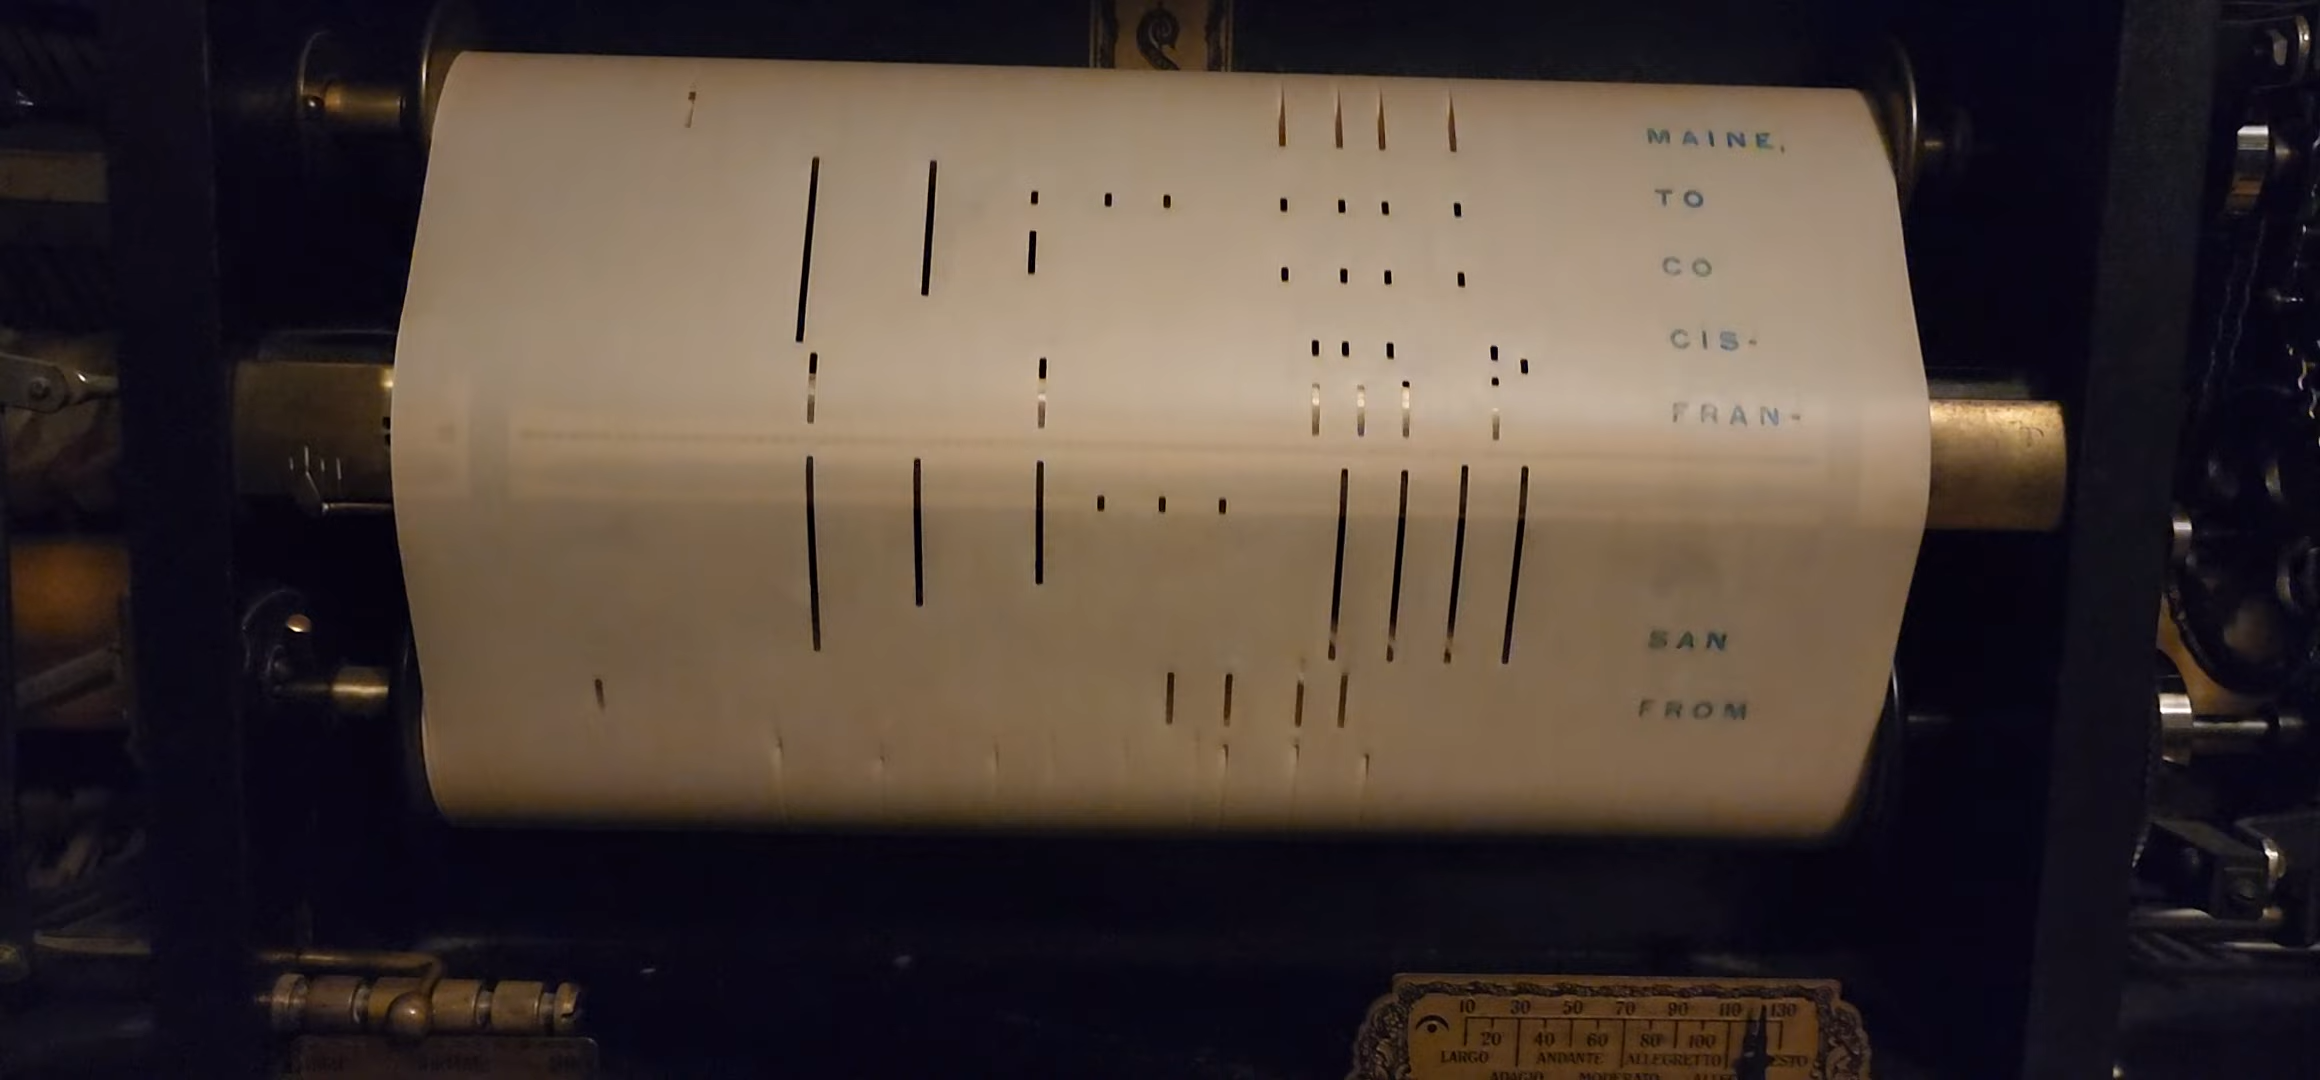 MAINE,
TO
CO
CIS-
FRAN-
SAN
FROM
10 30 50 70 90 110 130
20 40 60 80 100
LARGO ANDANTE ALLEGRETTO
ADAGIO MODERATO